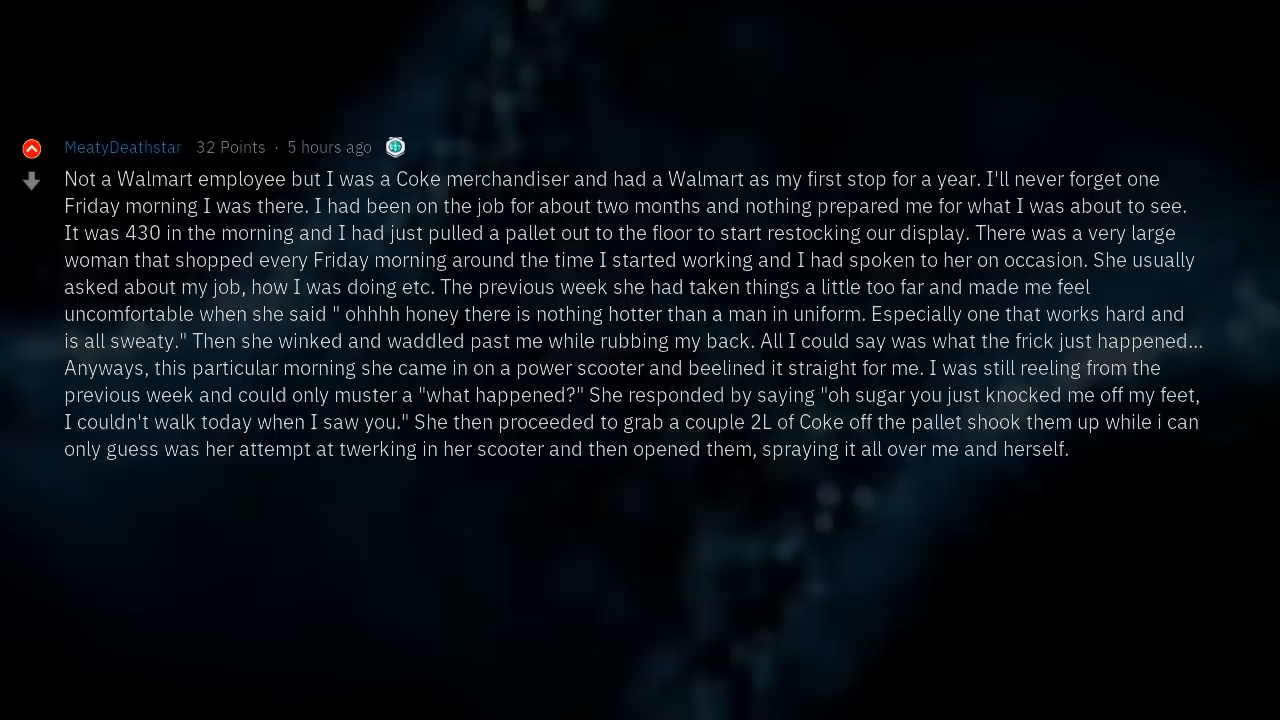 MeatyDeathstar 32 Points · 5 hours ago
Not a Walmart employee but I was a Coke merchandiser and had a Walmart as my first stop for a year. I'll never forget one
Friday morning I was there. I had been on the job for about two months and nothing prepared me for what I was about to see.
It was 430 in the morning and I had just pulled a pallet out to the floor to start restocking our display. There was a very large
woman that shopped every Friday morning around the time I started working and I had spoken to her on occasion. She usually
asked about my job, how I was doing etc. The previous week she had taken things a little too far and made me feel
uncomfortable when she said " ohhhh honey there is nothing hotter than a man in uniform. Especially one that works hard and
is all sweaty." Then she winked and waddled past me while rubbing my back. All I could say was what the frick just happened...
Anyways, this particular morning she came in on a power scooter and beelined it straight for me. I was still reeling from the
previous week and could only muster a "what happened?" She responded by saying "oh sugar you just knocked me off my feet,
I couldn't walk today when I saw you." She then proceeded to grab a couple 2L of Coke off the pallet shook them up while i can
only guess was her attempt at twerking in her scooter and then opened them, spraying it all over me and herself.